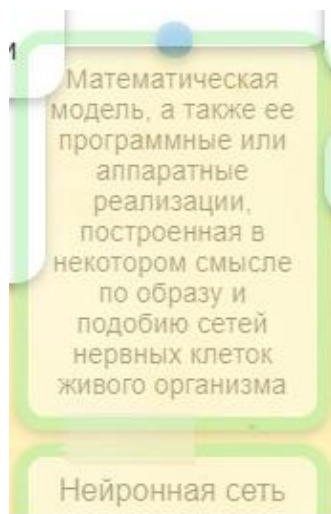 и
Математическая
модель, а также ее
программные или
аппаратные
реализации,
построенная в
некотором смысле
по образу и
подобию сетей
нервных клеток
живого организма
Нейронная сеть